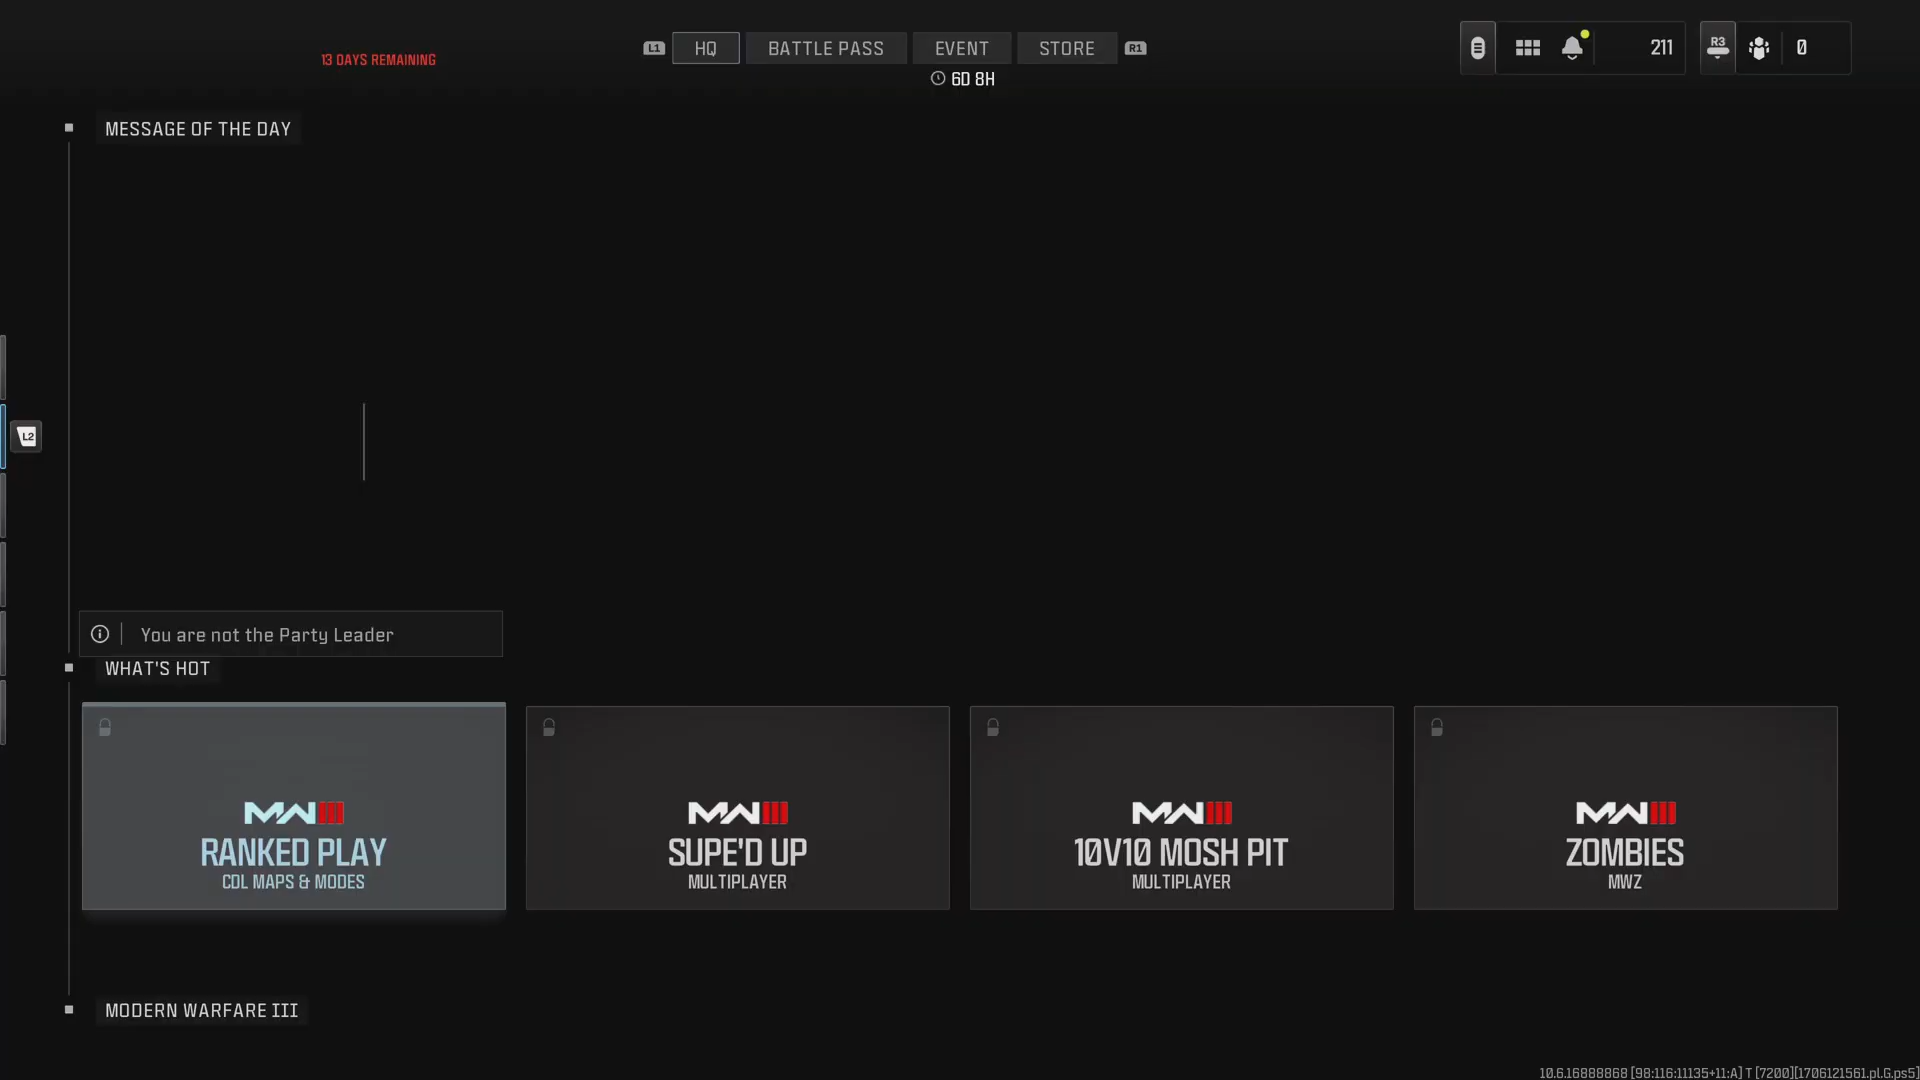 13 DAYS REMAINING
L1 HQ BATTLE PASS EVENT STORE R1
6D 8H
211
R3 0
MESSAGE OF THE DAY
L2
You are not the Party Leader
WHAT'S HOT
MWIII
RANKED PLAY
CDL MAPS & MODES
MWIII
SUPE'D UP
MULTIPLAYER
MWIII
10V10 MOSH PIT
MULTIPLAYER
MWIII
ZOMBIES
MWZ
MODERN WARFARE III
10.6.16888868 [98:116:11135+11:A] T [7200][1706121561.pl.G.ps5]